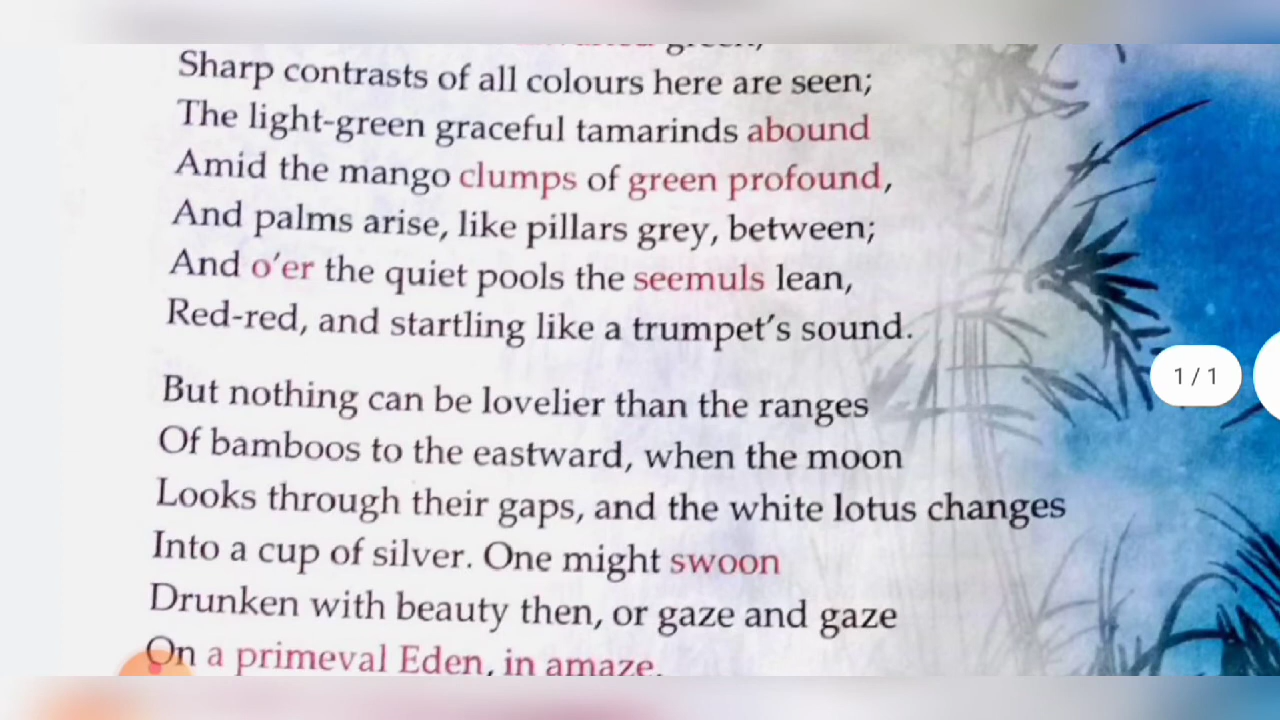 Sharp contrasts of all colours here are seen;
The light-green graceful tamarinds abound
Amid the mango clumps of green profound,
And palms arise, like pillars grey, between;
And o'er the quiet pools the seemuls lean,
Red-red, and startling like a trumpet's sound.
But nothing can be lovelier than the ranges
Of bamboos to the eastward, when the moon
Looks through their gaps, and the white lotus changes
Into a cup of silver. One might swoon
Drunken with beauty then, or gaze and gaze
On a primeval Eden, in amaze.
1 / 1